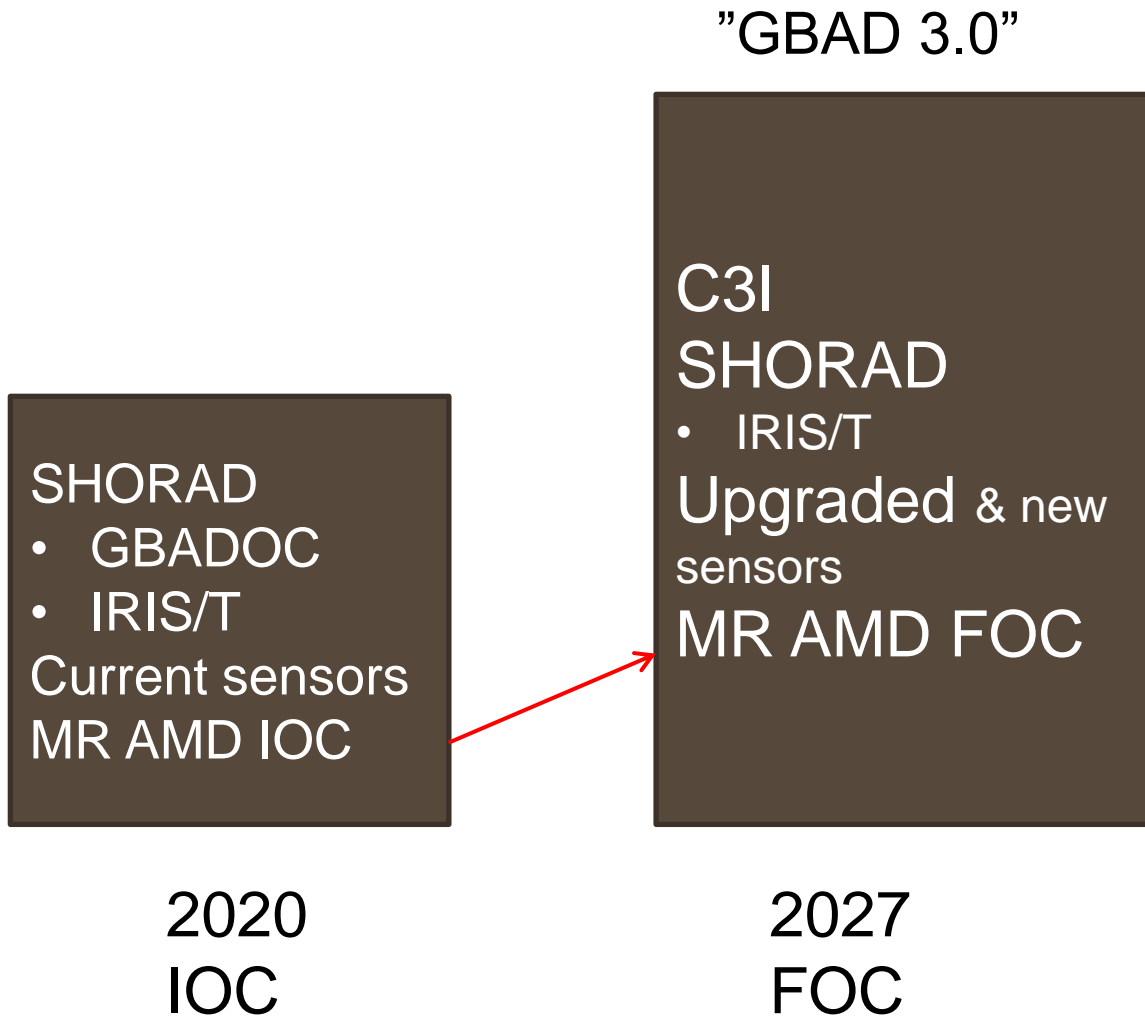 ”GBAD 3.0”
SHORAD
• GBADOC
• IRIS/T
Current sensors
MR AMD IOC
C3I
SHORAD
• IRIS/T
Upgraded & new
sensors
MR AMD FOC
2020
IOC
2027
FOC